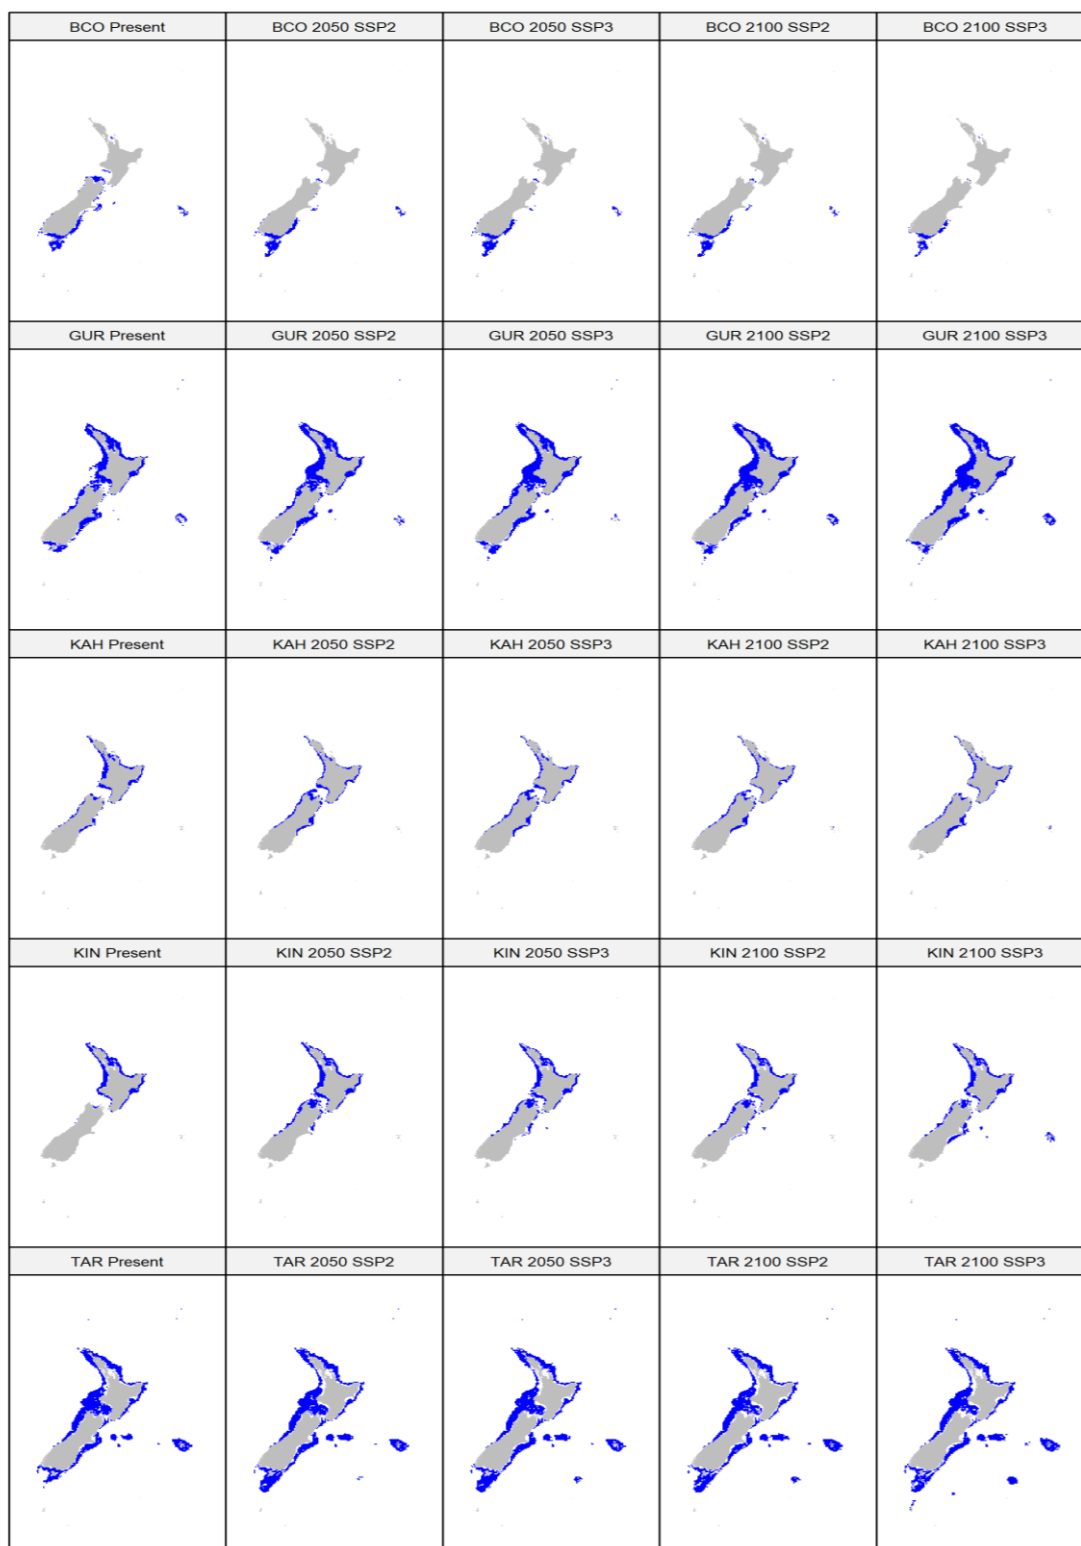 BCO Present
BCO 2050 SSP2
BCO 2050 SSP3
BCO 2100 SSP2
BCO 2100 SSP3
GUR Present
GUR 2050 SSP2
GUR 2050 SSP3
GUR 2100 SSP2
GUR 2100 SSP3
KAH Present
KAH 2050 SSP2
KAH 2050 SSP3
KAH 2100 SSP2
KAH 2100 SSP3
KIN Present
KIN 2050 SSP2
KIN 2050 SSP3
KIN 2100 SSP2
KIN 2100 SSP3
TAR Present
TAR 2050 SSP2
TAR 2050 SSP3
TAR 2100 SSP2
TAR 2100 SSP3